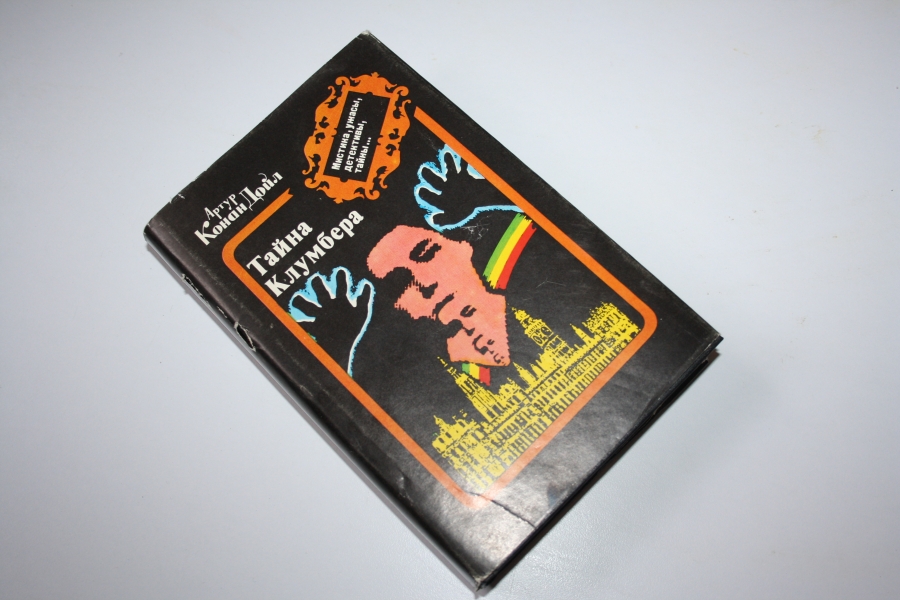 Мистика, ужасы,
детективы,
тайны...
Артур
Конан Дойл
Тайна
Клумбера